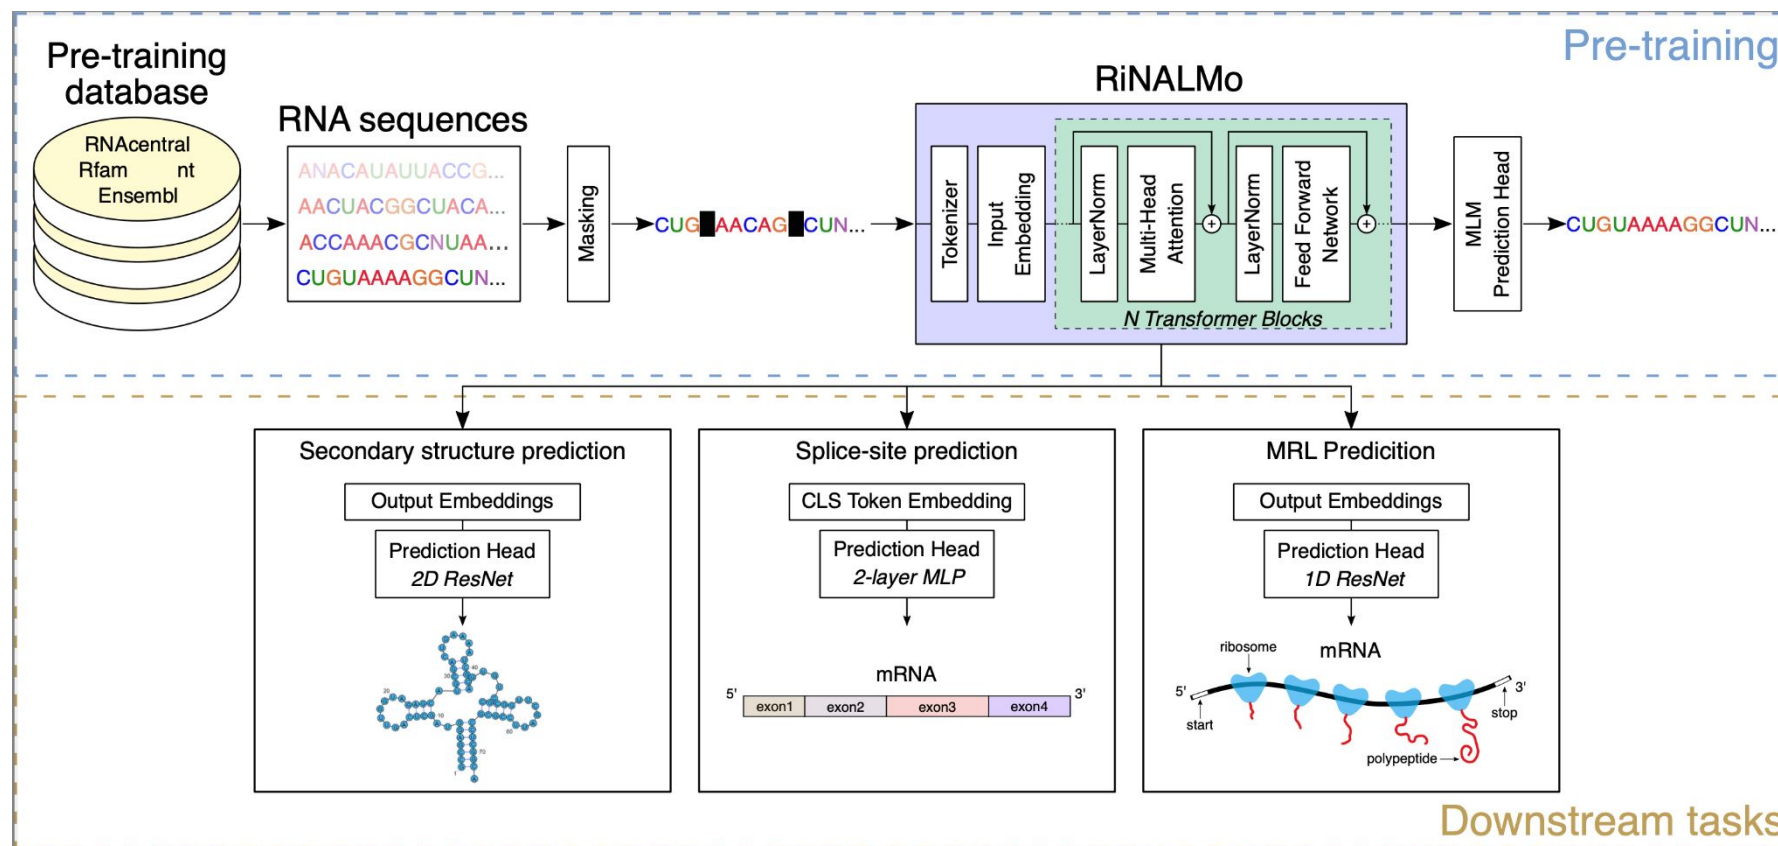 Pre-training
Pre-training
database
RNAcentral
Rfam nt
Ensembl
RNA sequences
ANACAUAUUACCG...
AACUACGGCUACA...
ACCAAACGCNUAA...
CUGUAAAAGGCUN...
Masking
CUG AACAG CUN...
RiNALMo
Tokenizer
Input
Embedding
LayerNorm
Multi-Head
Attention
+
LayerNorm
Feed Forward
Network
+
N Transformer Blocks
MLM
Prediction Head
CUGUAAAAGGCUN...
Secondary structure prediction
Output Embeddings
Prediction Head
2D ResNet
Splice-site prediction
CLS Token Embedding
Prediction Head
2-layer MLP
mRNA
5' 3'
exon1 exon2 exon3 exon4
MRL Predicition
Output Embeddings
Prediction Head
1D ResNet
ribosome
mRNA
5' 3'
start
stop
polypeptide
Downstream tasks